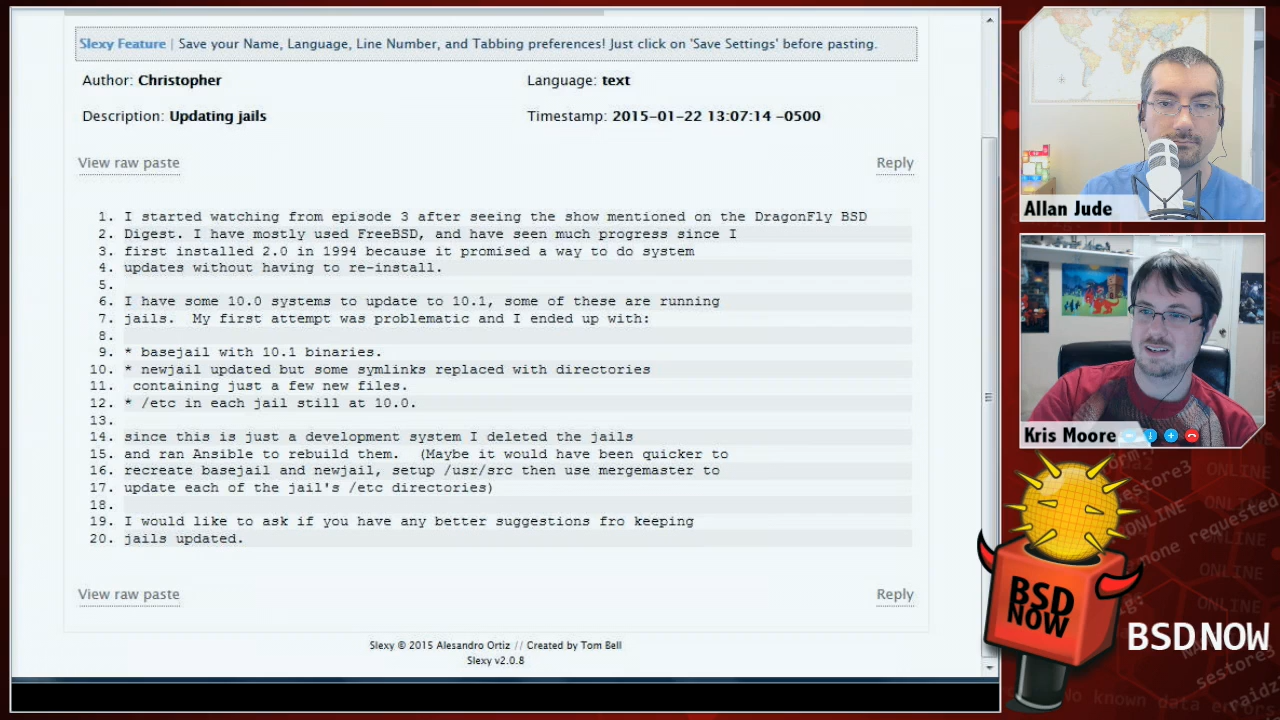 Slexy Feature | Save your Name, Language, Line Number, and Tabbing preferences! Just click on 'Save Settings' before pasting.
Author: Christopher
Language: text
Description: Updating jails
Timestamp: 2015-01-22 13:07:14 -0500
View raw paste
Reply
1. I started watching from episode 3 after seeing the show mentioned on the DragonFly BSD
2. Digest. I have mostly used FreeBSD, and have seen much progress since I
3. first installed 2.0 in 1994 because it promised a way to do system
4. updates without having to re-install.
5.
6. I have some 10.0 systems to update to 10.1, some of these are running
7. jails.  My first attempt was problematic and I ended up with:
8.
9. * basejail with 10.1 binaries.
10. * newjail updated but some symlinks replaced with directories
11.  containing just a few new files.
12. * /etc in each jail still at 10.0.
13.
14. since this is just a development system I deleted the jails
15. and ran Ansible to rebuild them.  (Maybe it would have been quicker to
16. recreate basejail and newjail, setup /usr/src then use mergemaster to
17. update each of the jail's /etc directories)
18.
19. I would like to ask if you have any better suggestions fro keeping
20. jails updated.
View raw paste
Reply
Slexy © 2015 Alesandro Ortiz // Created by Tom Bell
Slexy v2.0.8
Allan Jude
Kris Moore
BSD
NOW
BSD NOW
ONLINE
ONLINE
ONLINE
ONLINE
none requested
sestore3